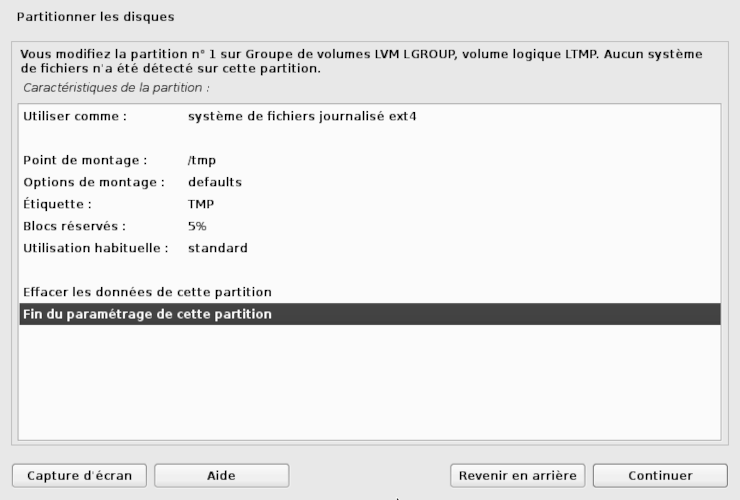 Partitionner les disques
Vous modifiez la partition n° 1 sur Groupe de volumes LVM LGROUP, volume logique LTMP. Aucun système
de fichiers n'a été détecté sur cette partition.
Caractéristiques de la partition :
Utiliser comme : système de fichiers journalisé ext4
Point de montage : /tmp
Options de montage : defaults
Étiquette : TMP
Blocs réservés : 5%
Utilisation habituelle : standard
Effacer les données de cette partition
Fin du paramétrage de cette partition
Capture d'écran Aide Revenir en arrière Continuer